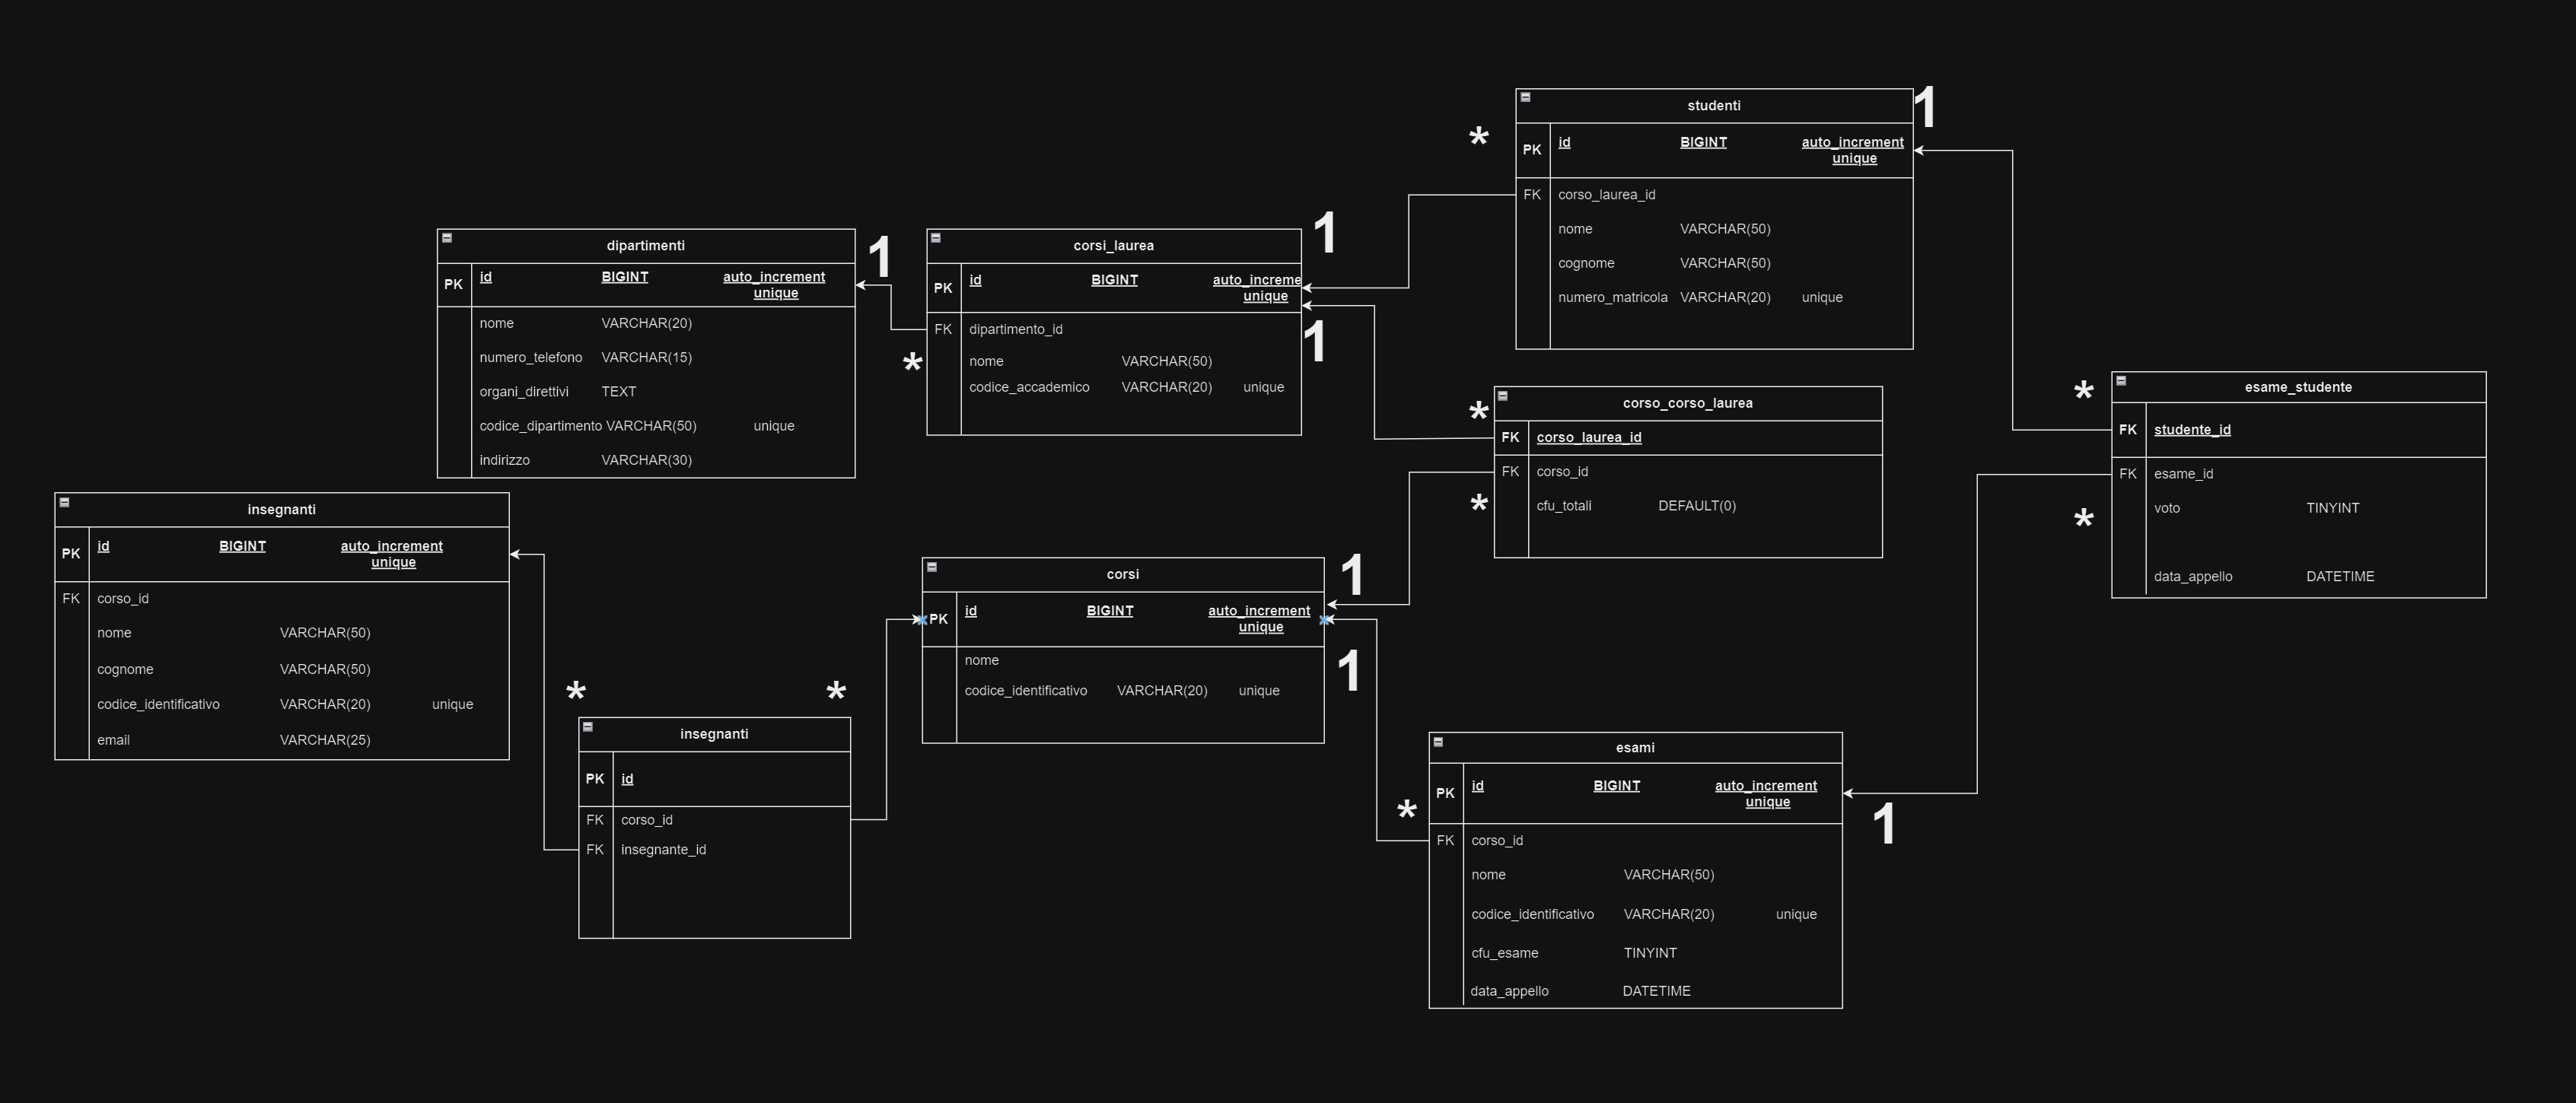 studenti
1
PK id BIGINT auto_increment
unique
*
FK corso_laurea_id
nome VARCHAR(50)
cognome VARCHAR(50)
numero_matricola VARCHAR(20) unique
dipartimenti
1
PK id BIGINT auto_increment
unique
nome VARCHAR(20)
numero_telefono VARCHAR(15)
organi_direttivi TEXT
codice_dipartimento VARCHAR(50) unique
indirizzo VARCHAR(30)
corsi_laurea
1
PK id BIGINT auto_increme
unique
1
FK dipartimento_id
*
nome VARCHAR(50)
codice_accademico VARCHAR(20) unique
corso_corso_laurea
*
FK corso_laurea_id
FK corso_id
*
cfu_totali DEFAULT(0)
esame_studente
*
FK studente_id
FK esame_id
*
voto TINYINT
data_appello DATETIME
insegnanti
PK id BIGINT auto_increment
unique
FK corso_id
nome VARCHAR(50)
cognome VARCHAR(50)
codice_identificativo VARCHAR(20) unique
email VARCHAR(25)
corsi
1
PK id BIGINT auto_increment
unique
1
nome
codice_identificativo VARCHAR(20) unique
* *
insegnanti
PK id
FK corso_id
FK insegnante_id
esami
PK id BIGINT auto_increment
unique
* 1
FK corso_id
nome VARCHAR(50)
codice_identificativo VARCHAR(20) unique
cfu_esame TINYINT
data_appello DATETIME